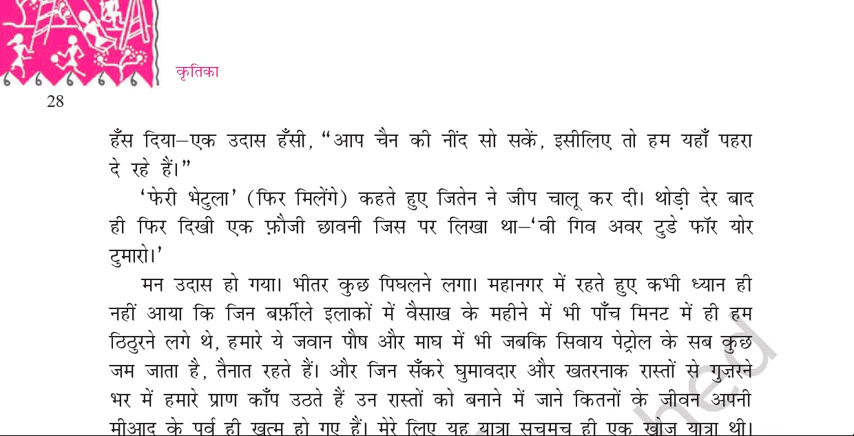 कृतिका
28
हँस दिया—एक उदास हँसी, “आप चैन की नींद सो सकें, इसीलिए तो हम यहाँ पहरा
दे रहे हैं।”
‘फेरी भेटुला’ (फिर मिलेंगे) कहते हुए जितेन ने जीप चालू कर दी। थोड़ी देर बाद
ही फिर दिखी एक फ़ौजी छावनी जिस पर लिखा था—‘वी गिव अवर टुडे फॉर योर
टुमारो।’
मन उदास हो गया। भीतर कुछ पिघलने लगा। महानगर में रहते हुए कभी ध्यान ही
नहीं आया कि जिन बर्फ़ीले इलाकों में वैसाख के महीने में भी पाँच मिनट में ही हम
ठिठुरने लगे थे, हमारे ये जवान पौष और माघ में भी जबकि सिवाय पेट्रोल के सब कुछ
जम जाता है, तैनात रहते हैं। और जिन सँकरे घुमावदार और खतरनाक रास्तों से गुज़रने
भर में हमारे प्राण काँप उठते हैं उन रास्तों को बनाने में जाने कितनों के जीवन अपनी
मीआद के पूर्व ही खत्म हो गए हैं। मेरे लिए यह यात्रा सचमुच ही एक खोज यात्रा थी।
hed